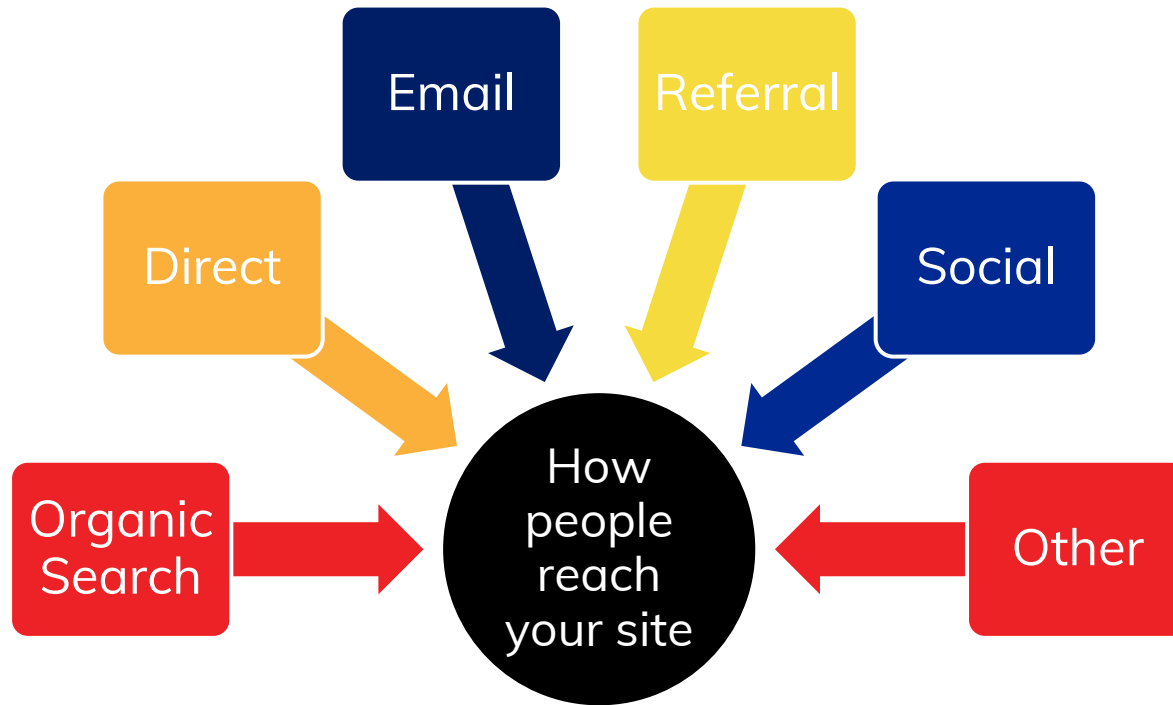 Email
Referral
Direct
Social
Organic
Search
How
people
reach
your site
Other